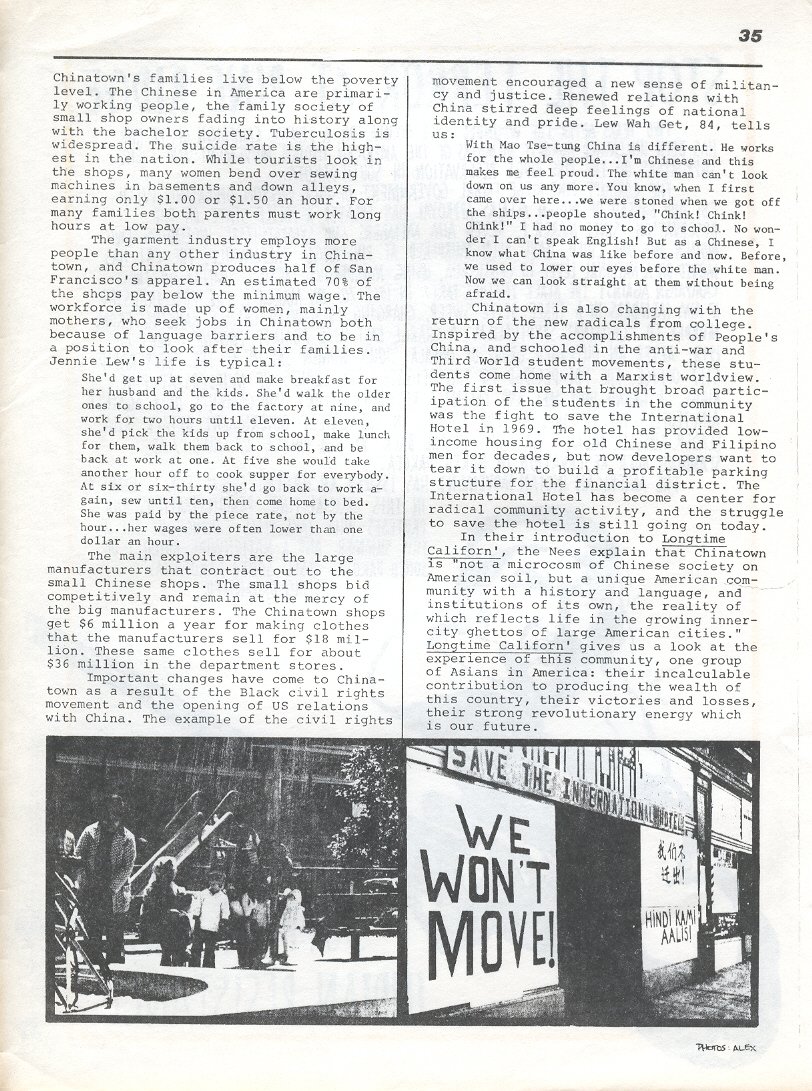 35
Chinatown's families live below the poverty
level. The Chinese in America are primari-
ly working people, the family society of
small shop owners fading into history along
with the bachelor society. Tuberculosis is
widespread. The suicide rate is the high-
est in the nation. While tourists look in
the shops, many women bend over sewing
machines in basements and down alleys,
earning only $1.00 or $1.50 an hour. For
many families both parents must work long
hours at low pay.
The garment industry employs more
people than any other industry in China-
town, and Chinatown produces half of San
Francisco's apparel. An estimated 70% of
the shops pay below the minimum wage. The
workforce is made up of women, mainly
mothers, who seek jobs in Chinatown both
because of language barriers and to be in
a position to look after their families.
Jennie Lew's life is typical:
She'd get up at seven and make breakfast for
her husband and the kids. She'd walk the older
ones to school, go to the factory at nine, and
work for two hours until eleven. At eleven,
she'd pick the kids up from school, make lunch
for them, walk them back to school, and be
back at work at one. At five she would take
another hour off to cook supper for everybody.
At six or six-thirty she'd go back to work a-
gain, sew until ten, then come home to bed.
She was paid by the piece rate, not by the
hour...her wages were often lower than one
dollar an hour.
The main exploiters are the large
manufacturers that contract out to the
small Chinese shops. The small shops bid
competitively and remain at the mercy of
the big manufacturers. The Chinatown shops
get $6 million a year for making clothes
that the manufacturers sell for $18 mil-
lion. These same clothes sell for about
$36 million in the department stores.
Important changes have come to China-
town as a result of the Black civil rights
movement and the opening of US relations
with China. The example of the civil rights
movement encouraged a new sense of militan-
cy and justice. Renewed relations with
China stirred deep feelings of national
identity and pride. Lew Wah Get, 84, tells
us:
With Mao Tse-tung China is different. He works
for the whole people...I'm Chinese and this
makes me feel proud. The white man can't look
down on us any more. You know, when I first
came over here...we were stoned when we got off
the ships...people shouted, "Chink! Chink!
Chink!" I had no money to go to school. No won-
der I can't speak English! But as a Chinese, I
know what China was like before and now. Before,
we used to lower our eyes before the white man.
Now we can look straight at them without being
afraid.
Chinatown is also changing with the
return of the new radicals from college.
Inspired by the accomplishments of People's
China, and schooled in the anti-war and
Third World student movements, these stu-
dents come home with a Marxist worldview.
The first issue that brought broad partic-
ipation of the students in the community
was the fight to save the International
Hotel in 1969. The hotel has provided low-
income housing for old Chinese and Filipino
men for decades, but now developers want to
tear it down to build a profitable parking
structure for the financial district. The
International Hotel has become a center for
radical community activity, and the struggle
to save the hotel is still going on today.
In their introduction to Longtime
Californ', the Nees explain that Chinatown
is "not a microcosm of Chinese society on
American soil, but a unique American com-
munity with a history and language, and
institutions of its own, the reality of
which reflects life in the growing inner-
city ghettos of large American cities."
Longtime Californ' gives us a look at the
experience of this community, one group
of Asians in America: their incalculable
contribution to producing the wealth of
this country, their victories and losses,
their strong revolutionary energy which
is our future.
SAVE THE INTERNATIONAL HOTEL
WE
WON'T
MOVE!
我们不
迁出!
HINDI KAMI
AALIS!
PHOTOS: ALEX